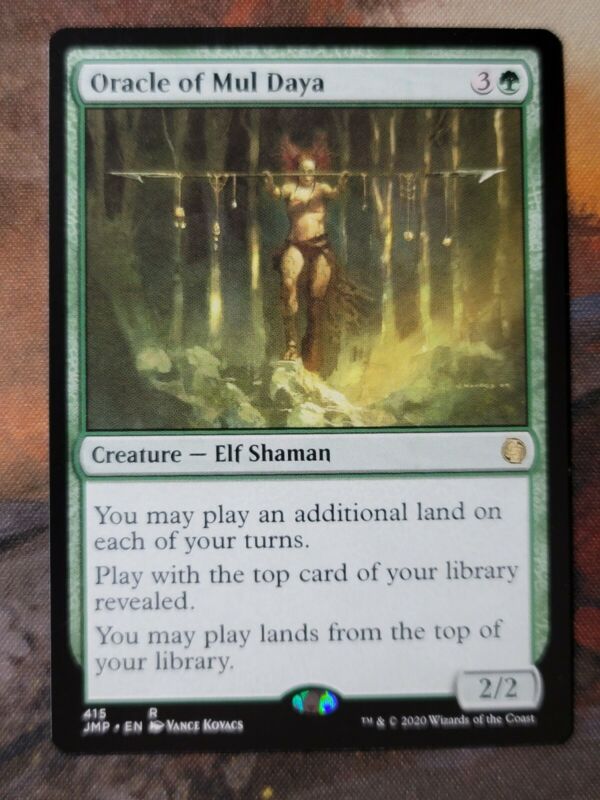 Oracle of Mul Daya 3
Creature — Elf Shaman
You may play an additional land on
each of your turns.
Play with the top card of your library
revealed.
You may play lands from the top of
your library.
2/2
415 R
JMP • EN Vance Kovacs
™ & © 2020 Wizards of the Coast